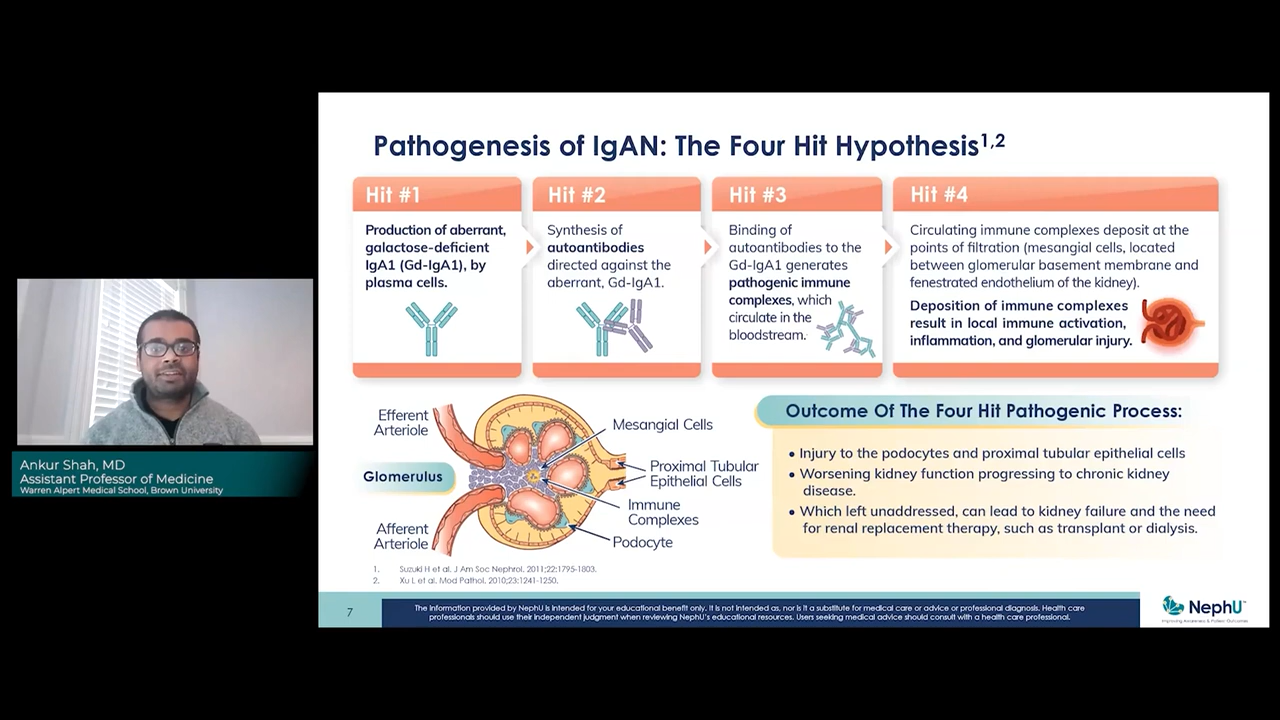 Pathogenesis of IgAN: The Four Hit Hypothesis1,2
Hit #1
Production of aberrant,
galactose-deficient
IgA1 (Gd-IgA1), by
plasma cells.
Hit #2
Synthesis of
autoantibodies
directed against the
aberrant, Gd-IgA1.
Hit #3
Binding of
autoantibodies to the
Gd-IgA1 generates
pathogenic immune
complexes, which
circulate in the
bloodstream.
Hit #4
Circulating immune complexes deposit at the
points of filtration (mesangial cells, located
between glomerular basement membrane and
fenestrated endothelium of the kidney).
Deposition of immune complexes
result in local immune activation,
inflammation, and glomerular injury.
Efferent
Arteriole
Glomerulus
Afferent
Arteriole
Mesangial Cells
Proximal Tubular
Epithelial Cells
Immune
Complexes
Podocyte
Outcome Of The Four Hit Pathogenic Process:
• Injury to the podocytes and proximal tubular epithelial cells
• Worsening kidney function progressing to chronic kidney
disease.
• Which left unaddressed, can lead to kidney failure and the need
for renal replacement therapy, such as transplant or dialysis.
1. Suzuki H et al. J Am Soc Nephrol. 2011;22:1795-1803.
2. Xu L et al. Mod Pathol. 2010;23:1241-1250.
7
The information provided by NephU is intended for your educational benefit only. It is not intended as, nor is it a substitute for medical care or advice or professional diagnosis. Health care
professionals should use their independent judgment when reviewing NephU's educational resources. Users seeking medical advice should consult with a health care professional.
NephU™
Improving Awareness & Patient Outcomes
Ankur Shah, MD
Assistant Professor of Medicine
Warren Alpert Medical School, Brown University